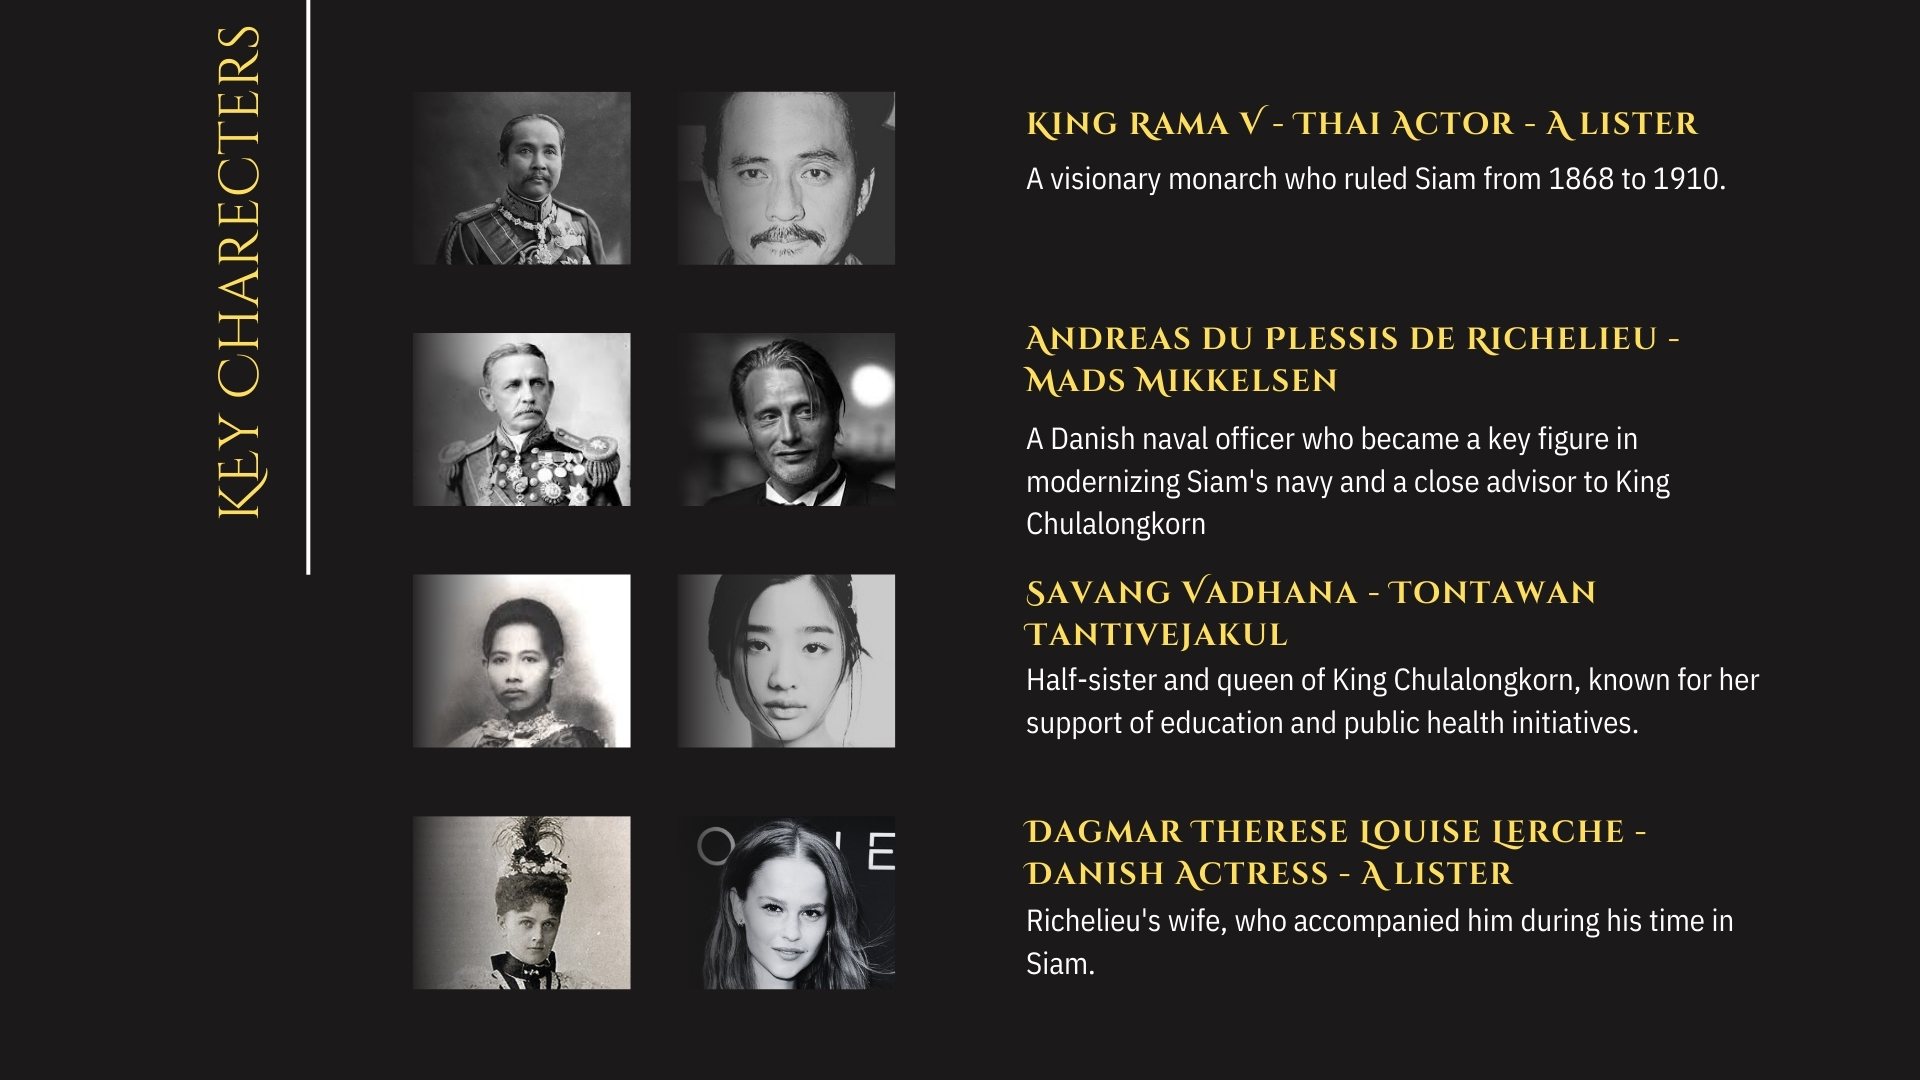 KEY CHARECTERS
KING RAMA V - THAI ACTOR - A LISTER
A visionary monarch who ruled Siam from 1868 to 1910.
ANDREAS DU PLESSIS DE RICHELIEU -
MADS MIKKELSEN
A Danish naval officer who became a key figure in
modernizing Siam's navy and a close advisor to King
Chulalongkorn
SAVANG VADHANA - TONTAWAN
TANTIVEJAKUL
Half-sister and queen of King Chulalongkorn, known for her
support of education and public health initiatives.
DAGMAR THERESE LOUISE LERCHE -
DANISH ACTRESS - A LISTER
Richelieu's wife, who accompanied him during his time in
Siam.